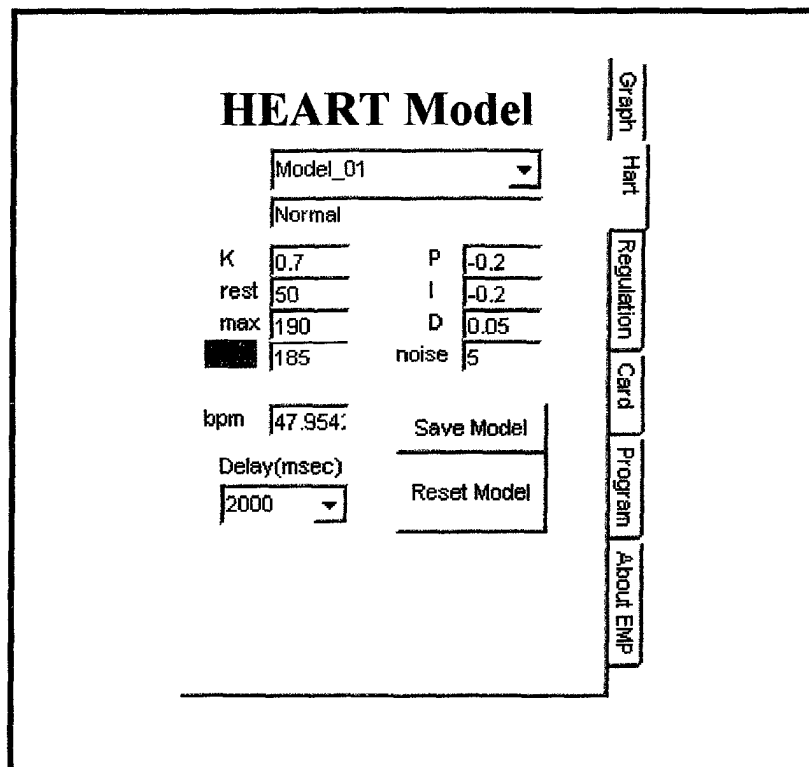 HEART Model
Model_01
Normal
K 0.7 P -0.2
rest 50 I -0.2
max 190 D 0.05
185 noise 5
bpm 47.954
Save Model
Delay(msec)
2000
Reset Model
Graph
Hart
Regulation
Card
Program
About EMP